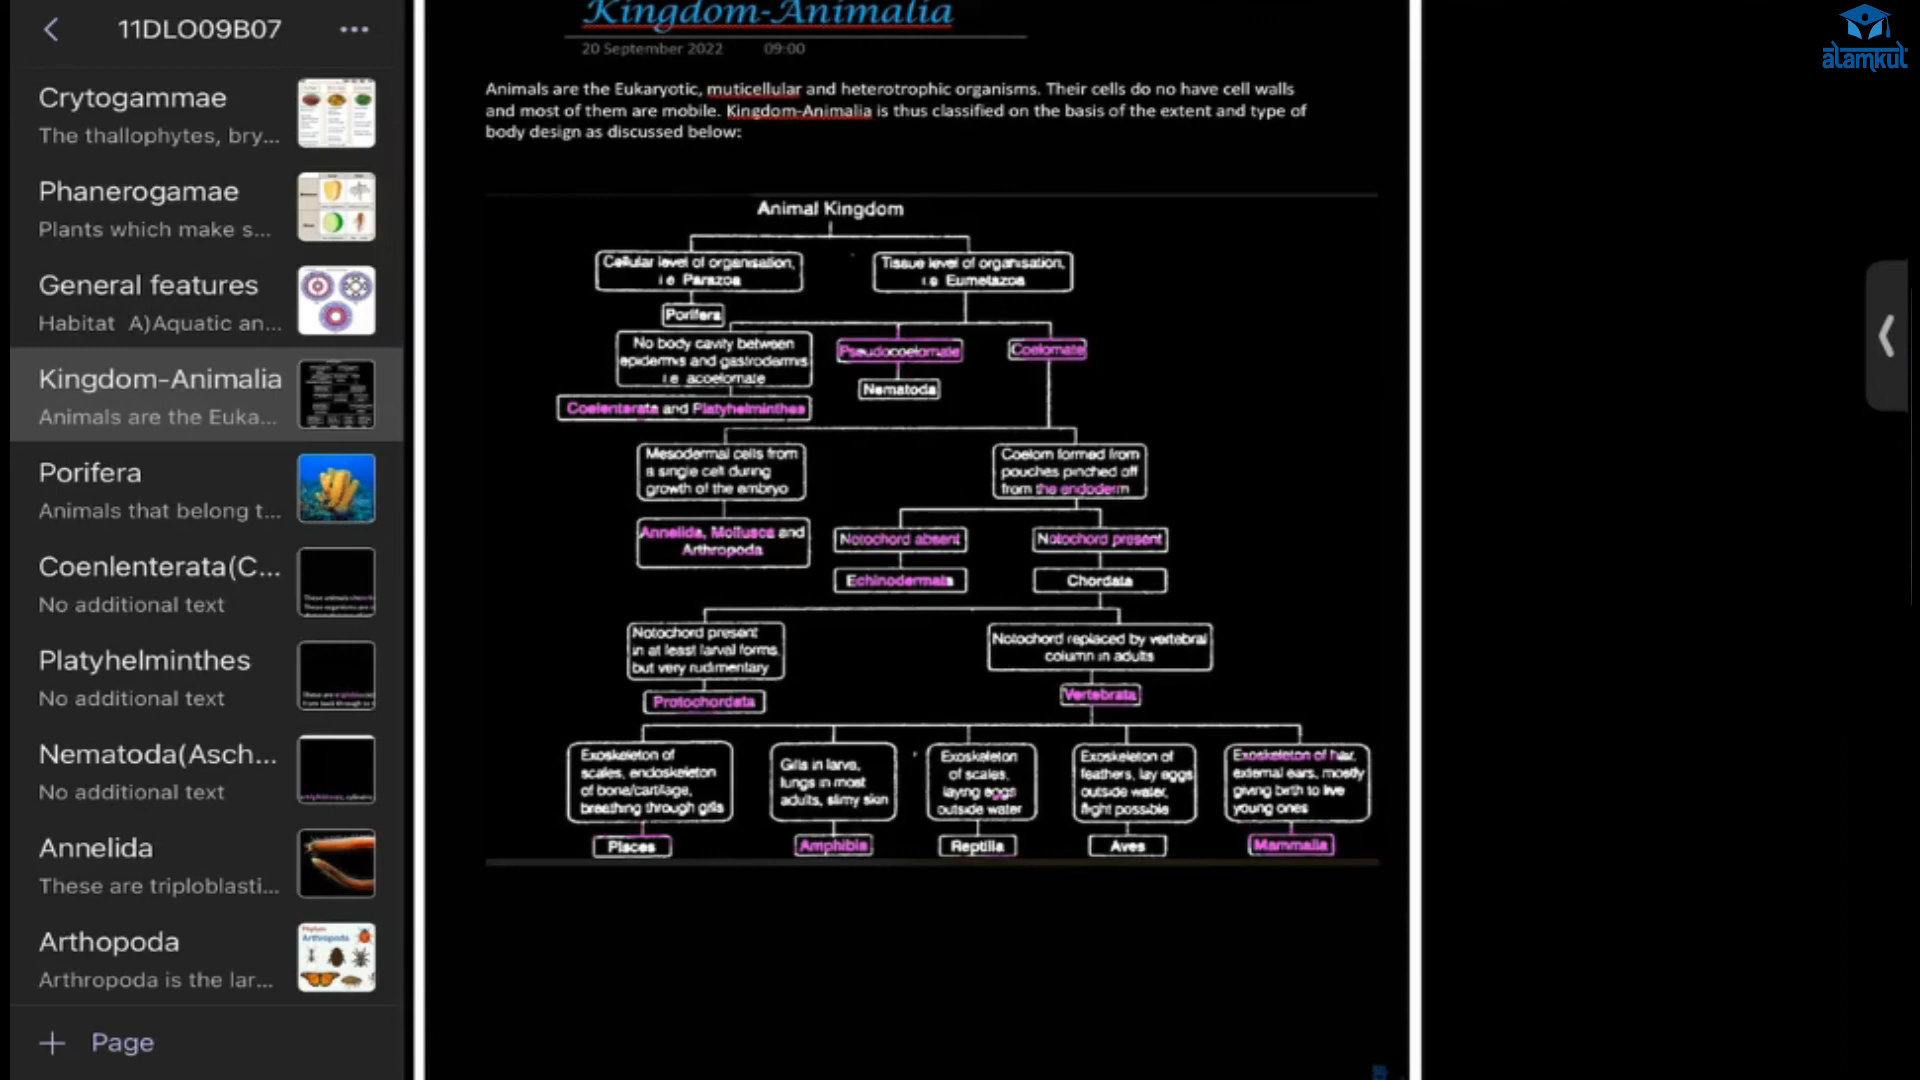 11DLO09B07
Crytogammae
The thallophytes, bry...
Phanerogamae
Plants which make s...
General features
Habitat A)Aquatic an...
Kingdom-Animalia
Animals are the Euka...
Porifera
Animals that belong t...
Coenlenterata(C...
No additional text
Platyhelminthes
No additional text
Nematoda(Asch...
No additional text
Annelida
These are triploblasti...
Arthopoda
Arthropoda is the lar...
+ Page
Kingdom-Animalia
20 September 2022 09:00
Animals are the Eukaryotic, muticellular and heterotrophic organisms. Their cells do no have cell walls
and most of them are mobile. Kingdom-Animalia is thus classified on the basis of the extent and type of
body design as discussed below:
Animal Kingdom
Cellular level of organisation,
i e Parazoa
Tissue level of organisation,
i.e Eumetazoa
Porifera
No body cavity between
epidermis and gastrodermis
i.e acoelomate
Pseudocoelomate
Coelomate
Nematoda
Coelenterata and Platyhelminthes
Mesodermal cells from
a single cell during
growth of the embryo
Coelom formed from
pouches pinched off
from the endoderm
Annelida, Mollusca and
Arthropoda
Notochord absent
Notochord present
Echinodermata
Chordata
Notochord present
in at least larval forms,
but very rudimentary
Notochord replaced by vertebral
column in adults
Protochordata
Vertebrata
Exoskeleton of
scales, endoskeleton
of bone/cartilage,
breathing through gills
Gills in larva,
lungs in most
adults, slimy skin
Exoskeleton
of scales,
laying eggs
outside water
Exoskeleton of
feathers, lay eggs
outside water,
flight possible
Exoskeleton of hair,
external ears, mostly
giving birth to live
young ones
Pisces
Amphibia
Reptilia
Aves
Mammalia
alamkut